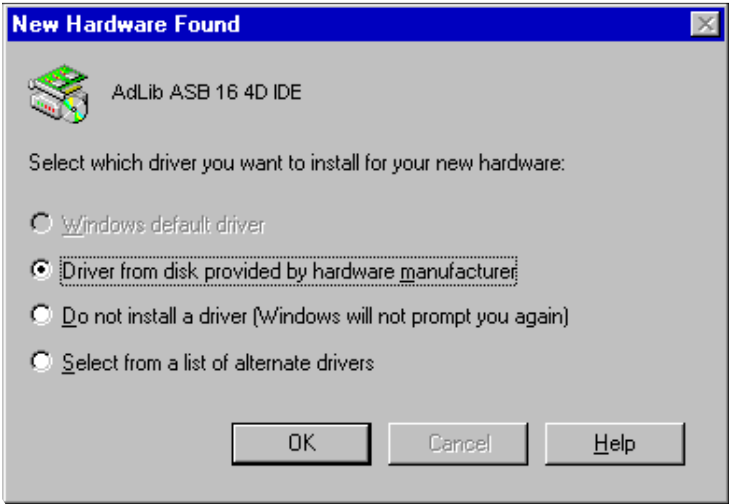 New Hardware Found
AdLib ASB 16 4D IDE
Select which driver you want to install for your new hardware:
Windows default driver
Driver from disk provided by hardware manufacturer
Do not install a driver (Windows will not prompt you again)
Select from a list of alternate drivers
OK Cancel Help